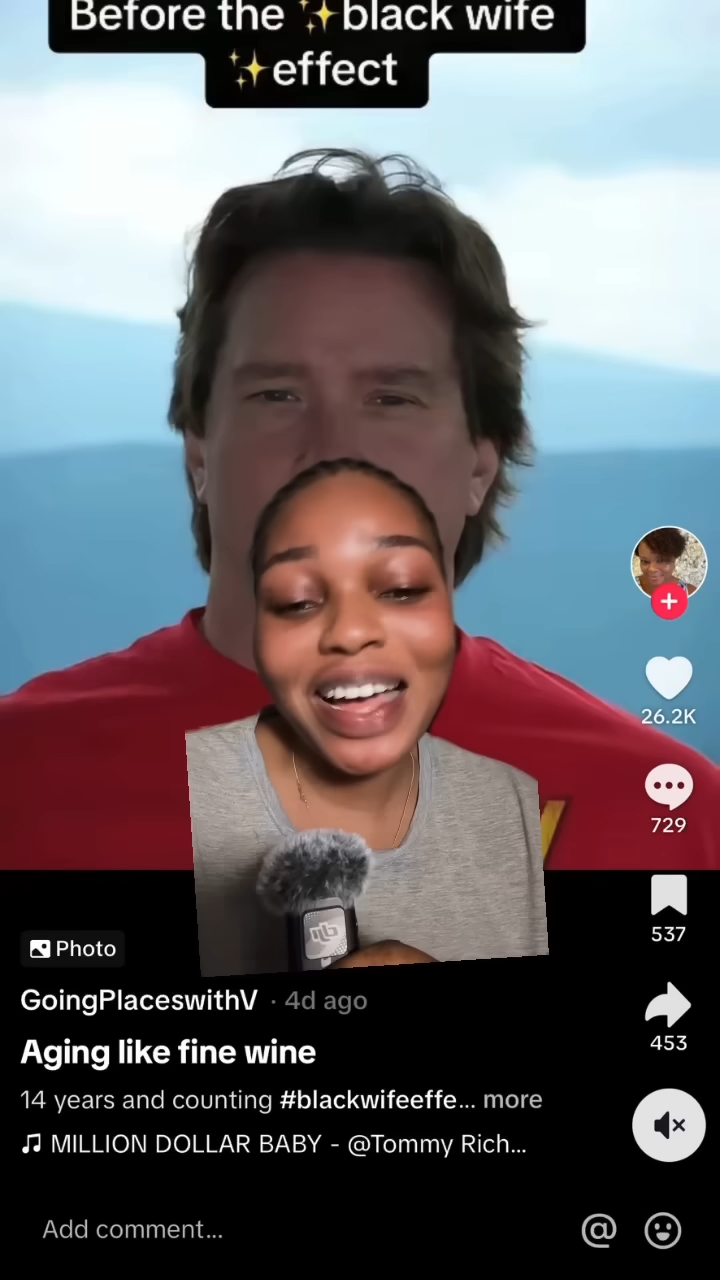 Before the ✨black wife
✨effect
26.2K
729
537
Photo
GoingPlaceswithV · 4d ago
453
Aging like fine wine
14 years and counting #blackwifeeffe... more
MILLION DOLLAR BABY - @Tommy Rich...
Add comment...